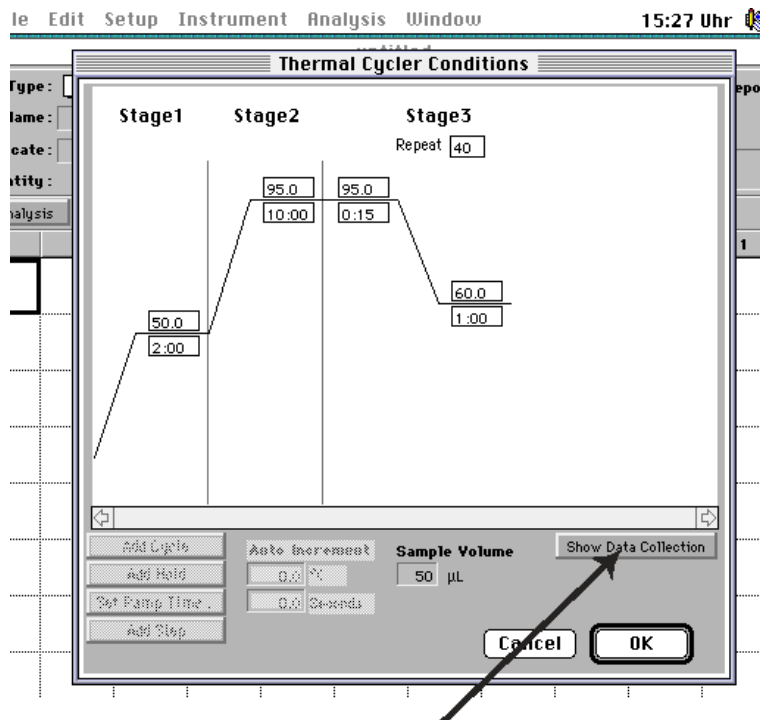 le Edit Setup Instrument Analysis Window 15:27 Uhr
Thermal Cycler Conditions
Type:
lame:
cate:
ntity:
nalysis
epo
1
Stage1 Stage2 Stage3
Repeat 40
95.0 95.0
10:00 0:15
60.0
1:00
50.0
2:00
Add Cycle
Add Hold
Set Ramp Time.
Add Step
Auto Increment
0.0 °C
0.0 Seconds
Sample Volume
50 µL
Show Data Collection
Cancel OK